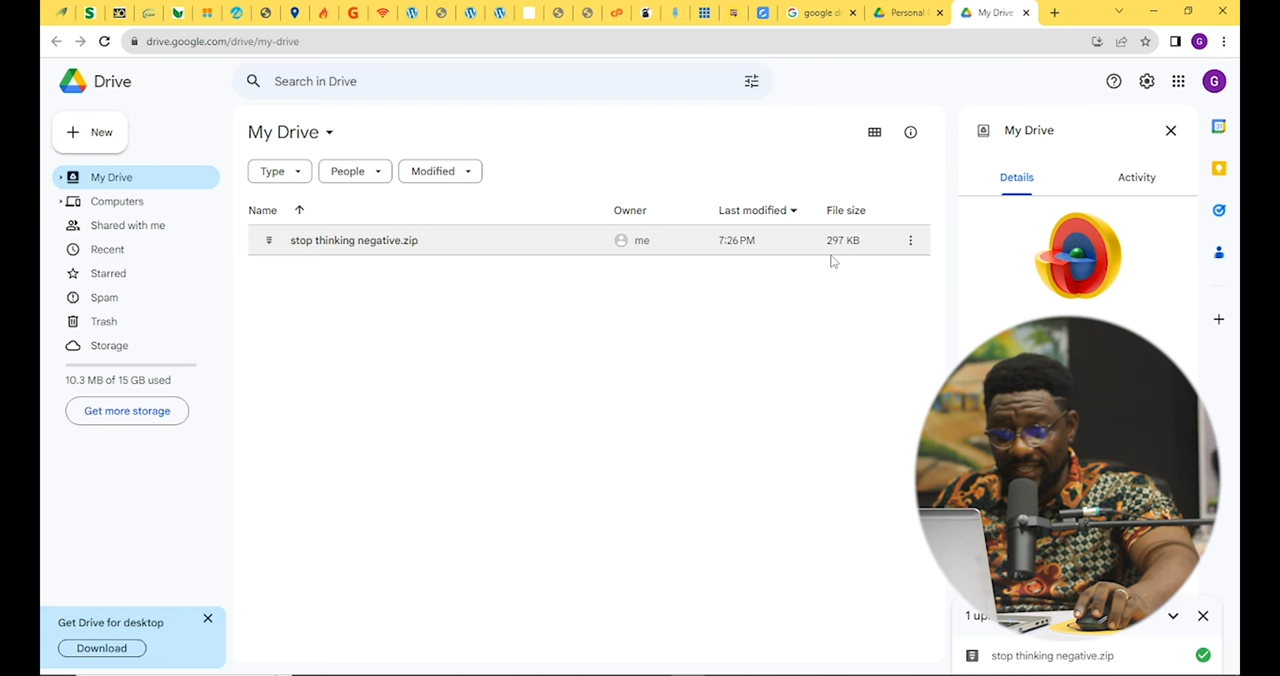 google d
Personal
My Drive
drive.google.com/drive/my-drive
G
Drive
Search in Drive
G
New
My Drive
Computers
Shared with me
Recent
Starred
Spam
Trash
Storage
10.3 MB of 15 GB used
Get more storage
Get Drive for desktop
Download
My Drive
Type
People
Modified
Name
Owner
Last modified
File size
stop thinking negative.zip
me
7:26 PM
297 KB
My Drive
Details
Activity
1 up
stop thinking negative.zip